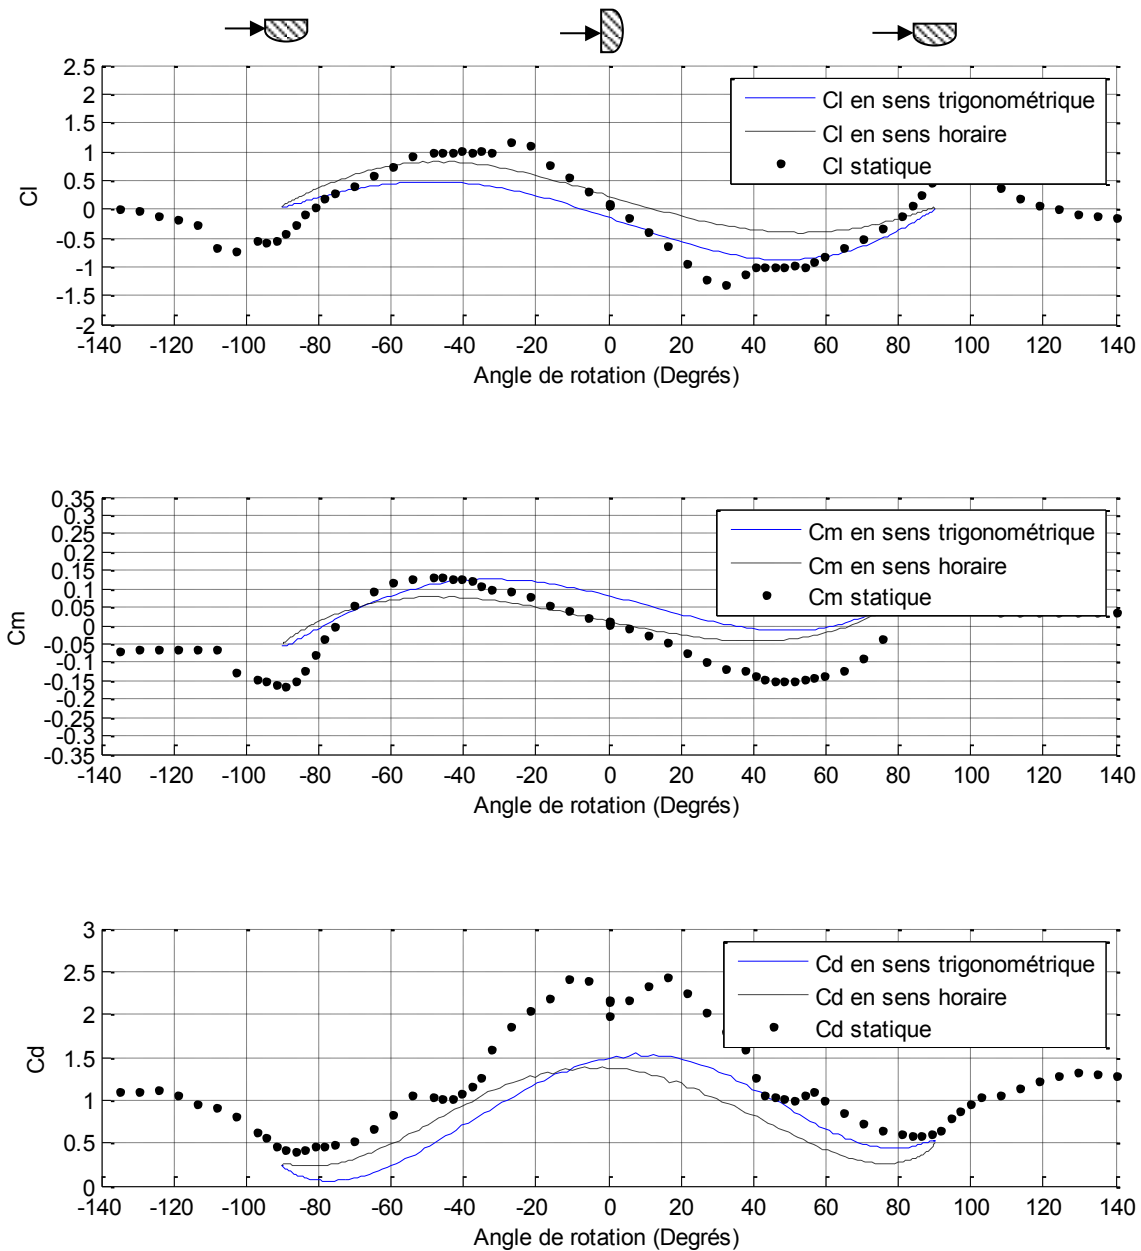 2.5
2
1.5
1
0.5
0
-0.5
-1
-1.5
-2
Cl
Cl en sens trigonométrique
Cl en sens horaire
Cl statique
-140 -120 -100 -80 -60 -40 -20 0 20 40 60 80 100 120 140
Angle de rotation (Degrés)
0.35
0.3
0.25
0.2
0.15
0.1
0.05
0
-0.05
-0.1
-0.15
-0.2
-0.25
-0.3
-0.35
Cm
Cm en sens trigonométrique
Cm en sens horaire
Cm statique
-140 -120 -100 -80 -60 -40 -20 0 20 40 60 80 100 120 140
Angle de rotation (Degrés)
3
2.5
2
1.5
1
0.5
0
Cd
Cd en sens trigonométrique
Cd en sens horaire
Cd statique
-140 -120 -100 -80 -60 -40 -20 0 20 40 60 80 100 120 140
Angle de rotation (Degrés)